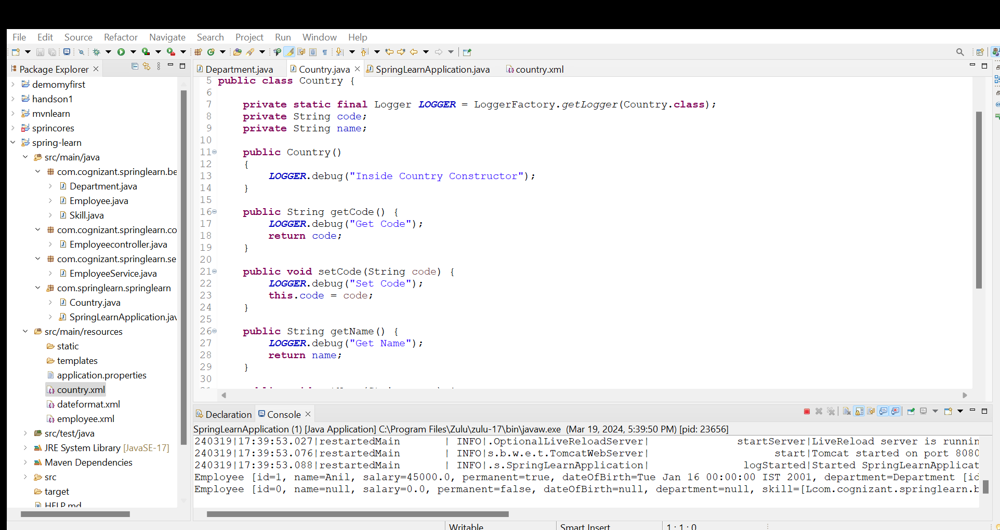 File Edit Source Refactor Navigate Search Project Run Window Help
Package Explorer
demomyfirst
handson1
mvnlearn
sprincores
spring-learn
src/main/java
com.cognizant.springlearn.be
Department.java
Employee.java
Skill.java
com.cognizant.springlearn.co
Employeecontroller.java
com.cognizant.springlearn.se
EmployeeService.java
com.springlearn.springlearn
Country.java
SpringLearnApplication.jav
src/main/resources
static
templates
application.properties
country.xml
dateformat.xml
employee.xml
src/test/java
JRE System Library [JavaSE-17]
Maven Dependencies
src
target
HELP.md
Department.java Country.java SpringLearnApplication.java country.xml
5 public class Country {
6
7 private static final Logger LOGGER = LoggerFactory.getLogger(Country.class);
8 private String code;
9 private String name;
10
11 public Country()
12 {
13 LOGGER.debug("Inside Country Constructor");
14 }
15
16 public String getCode() {
17 LOGGER.debug("Get Code");
18 return code;
19 }
20
21 public void setCode(String code) {
22 LOGGER.debug("Set Code");
23 this.code = code;
24 }
25
26 public String getName() {
27 LOGGER.debug("Get Name");
28 return name;
29 }
30
Declaration Console
SpringLearnApplication (1) [Java Application] C:\Program Files\Zulu\zulu-17\bin\javaw.exe (Mar 19, 2024, 5:39:50 PM) [pid: 23656]
240319|17:39:53.027|restartedMain | INFO|.OptionalLiveReloadServer| startServer|LiveReload server is runnin
240319|17:39:53.076|restartedMain | INFO|s.b.w.e.t.TomcatWebServer| start|Tomcat started on port 8080
240319|17:39:53.088|restartedMain | INFO|.s.SpringLearnApplication| logStarted|Started SpringLearnApplicat
Employee [id=1, name=Anil, salary=45000.0, permanent=true, dateOfBirth=Tue Jan 16 00:00:00 IST 2001, department=Department [id
Employee [id=0, name=null, salary=0.0, permanent=false, dateOfBirth=null, department=null, skill=[Lcom.cognizant.springlearn.b
Writable Smart Insert 1 : 1 : 0